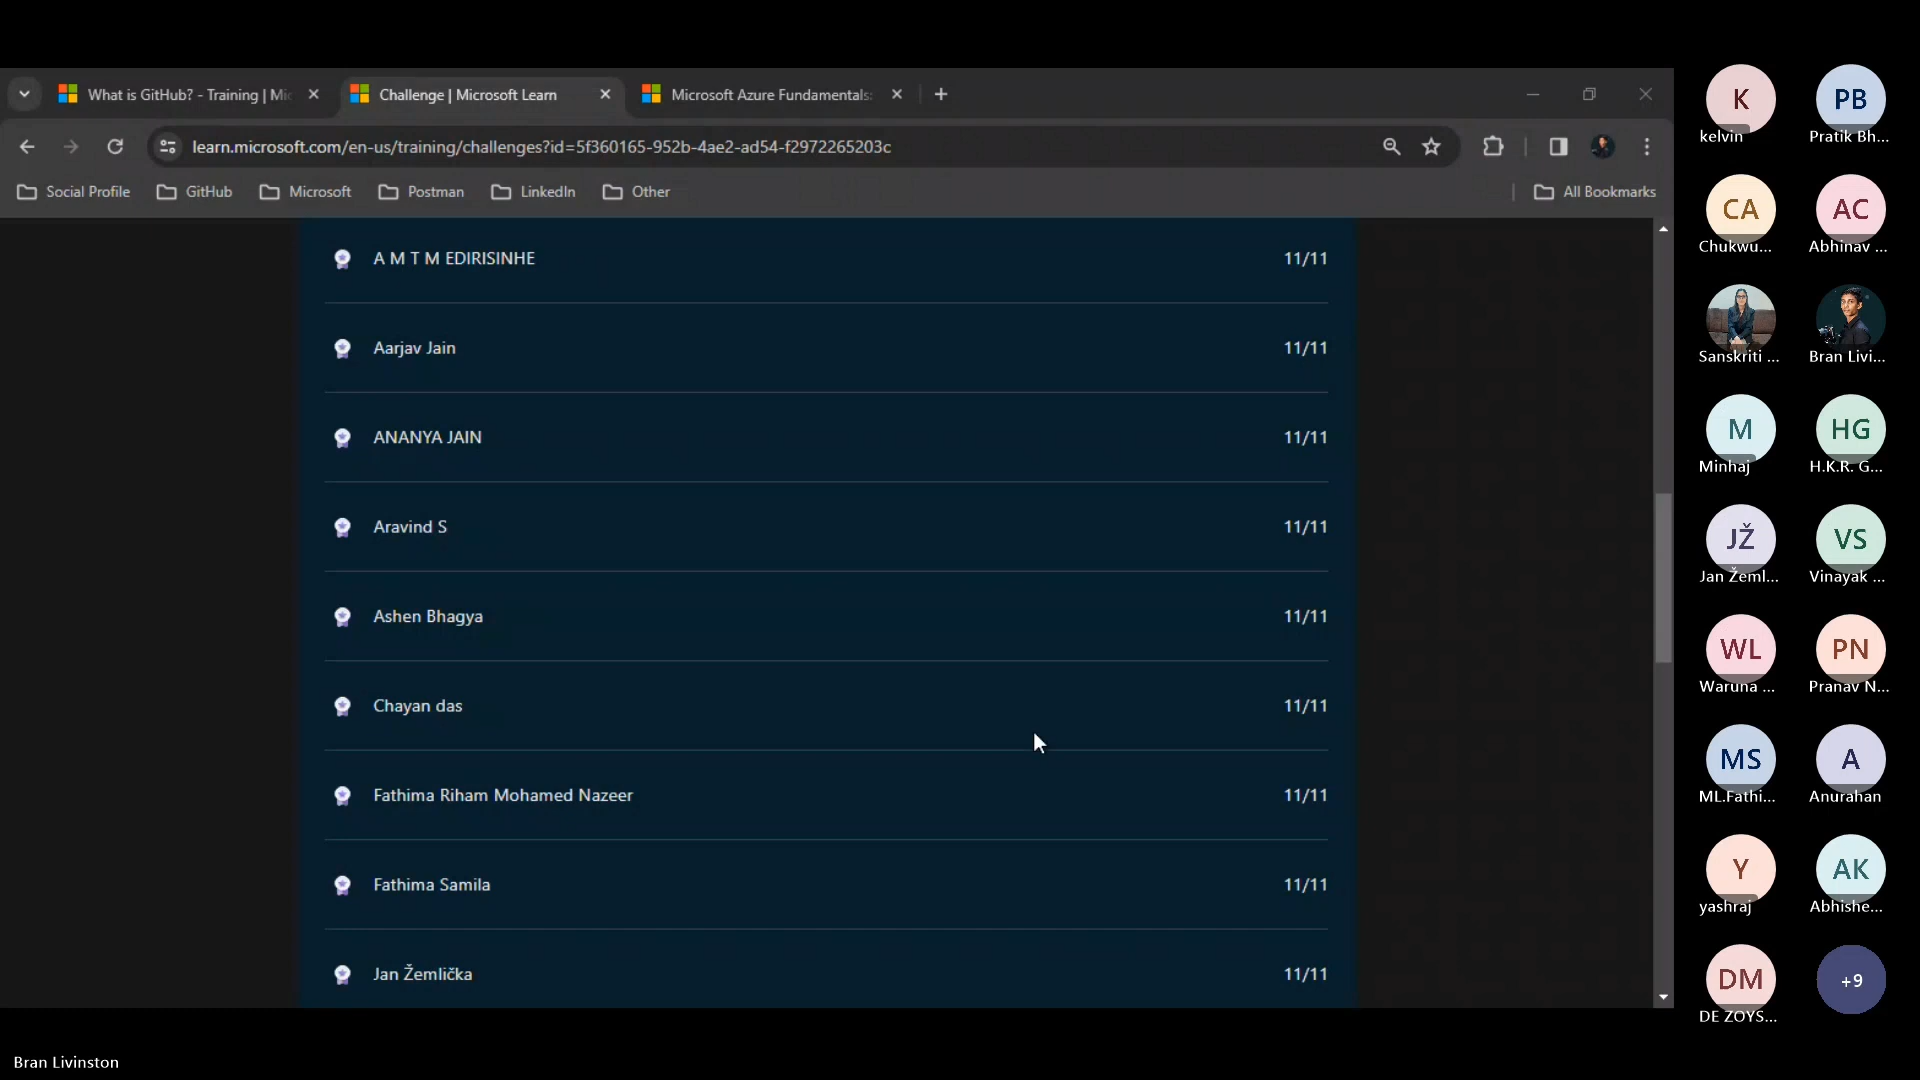 What is GitHub? - Training | Mic
Challenge | Microsoft Learn
Microsoft Azure Fundamentals:
learn.microsoft.com/en-us/training/challenges?id=5f360165-952b-4ae2-ad54-f2972265203c
Social Profile
GitHub
Microsoft
Postman
LinkedIn
Other
All Bookmarks
A M T M EDIRISINHE 11/11
Aarjav Jain 11/11
ANANYA JAIN 11/11
Aravind S 11/11
Ashen Bhagya 11/11
Chayan das 11/11
Fathima Riham Mohamed Nazeer 11/11
Fathima Samila 11/11
Jan Žemlička 11/11
K PB
kelvin Pratik Bh...
CA AC
Chukwu... Abhinav ...
Sanskriti ... Bran Livi...
M HG
Minhaj H.K.R. G...
JŽ VS
Jan Žeml... Vinayak ...
WL PN
Waruna ... Pranav N...
MS A
ML.Fathi... Anurahan
Y AK
yashraj Abhishe...
DM +9
DE ZOYS...
Bran Livinston